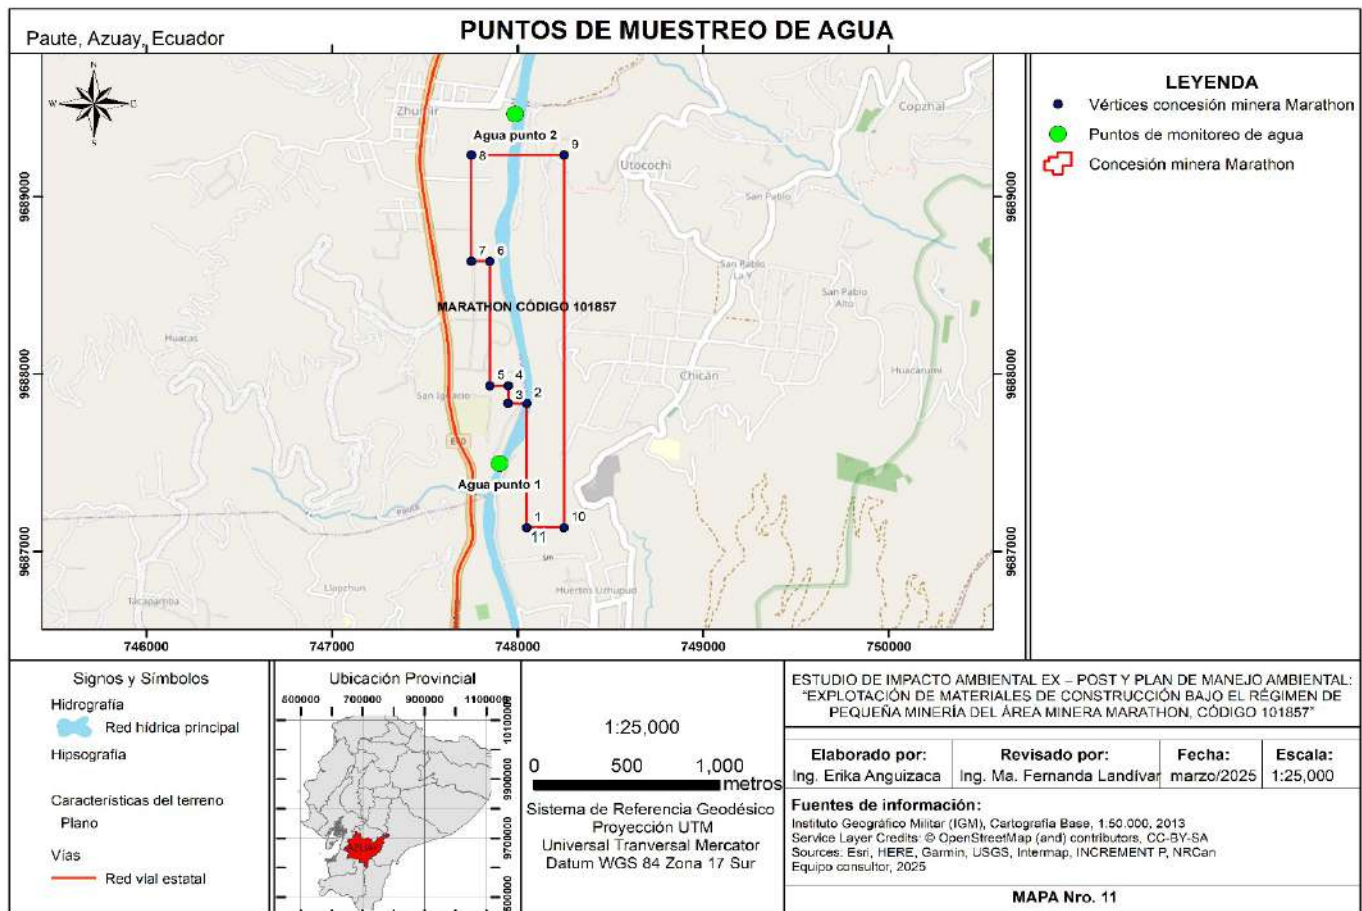 Paute, Azuay, Ecuador
PUNTOS DE MUESTREO DE AGUA
N
W
S
LEYENDA
Vértices concesión minera Marathon
Puntos de monitoreo de agua
Concesión minera Marathon
Zhumir
Copzhal
Agua punto 2
8
9
Utocochi
San Pablo
7
6
San Pablo
La Y
San Pablo
Alto
MARATHON CÓDIGO 101857
Huacas
5
4
Chicán
3
2
San Ignacio
Agua punto 1
Paute
1
10
11
Sm
Huertos Uzhupud
Tacapamba
9689000
9688000
9687000
9689000
9688000
9687000
746000
747000
748000
749000
750000
Signos y Símbolos
Hidrografía
Red hídrica principal
Hipsografía
Características del terreno
Plano
Vías
Red vial estatal
Ubicación Provincial
700000
900000
AZUAY
1:25,000
0
500
1,000
metros
Sistema de Referencia Geodésico
Proyección UTM
Universal Tranversal Mercator
Datum WGS 84 Zona 17 Sur
ESTUDIO DE IMPACTO AMBIENTAL EX – POST Y PLAN DE MANEJO AMBIENTAL:
“EXPLOTACIÓN DE MATERIALES DE CONSTRUCCIÓN BAJO EL RÉGIMEN DE
PEQUEÑA MINERÍA DEL ÁREA MINERA MARATHON, CÓDIGO 101857”
Elaborado por:
Ing. Erika Anguizaca
Revisado por:
Ing. Ma. Fernanda Landívar
Fecha:
marzo/2025
Escala:
1:25,000
Fuentes de información:
Instituto Geográfico Militar (IGM), Cartografía Base, 1:50.000, 2013
Service Layer Credits: © OpenStreetMap (and) contributors, CC-BY-SA
Sources: Esri, HERE, Garmin, USGS, Intermap, INCREMENT P, NRCan
Equipo consultor, 2025
MAPA Nro. 11